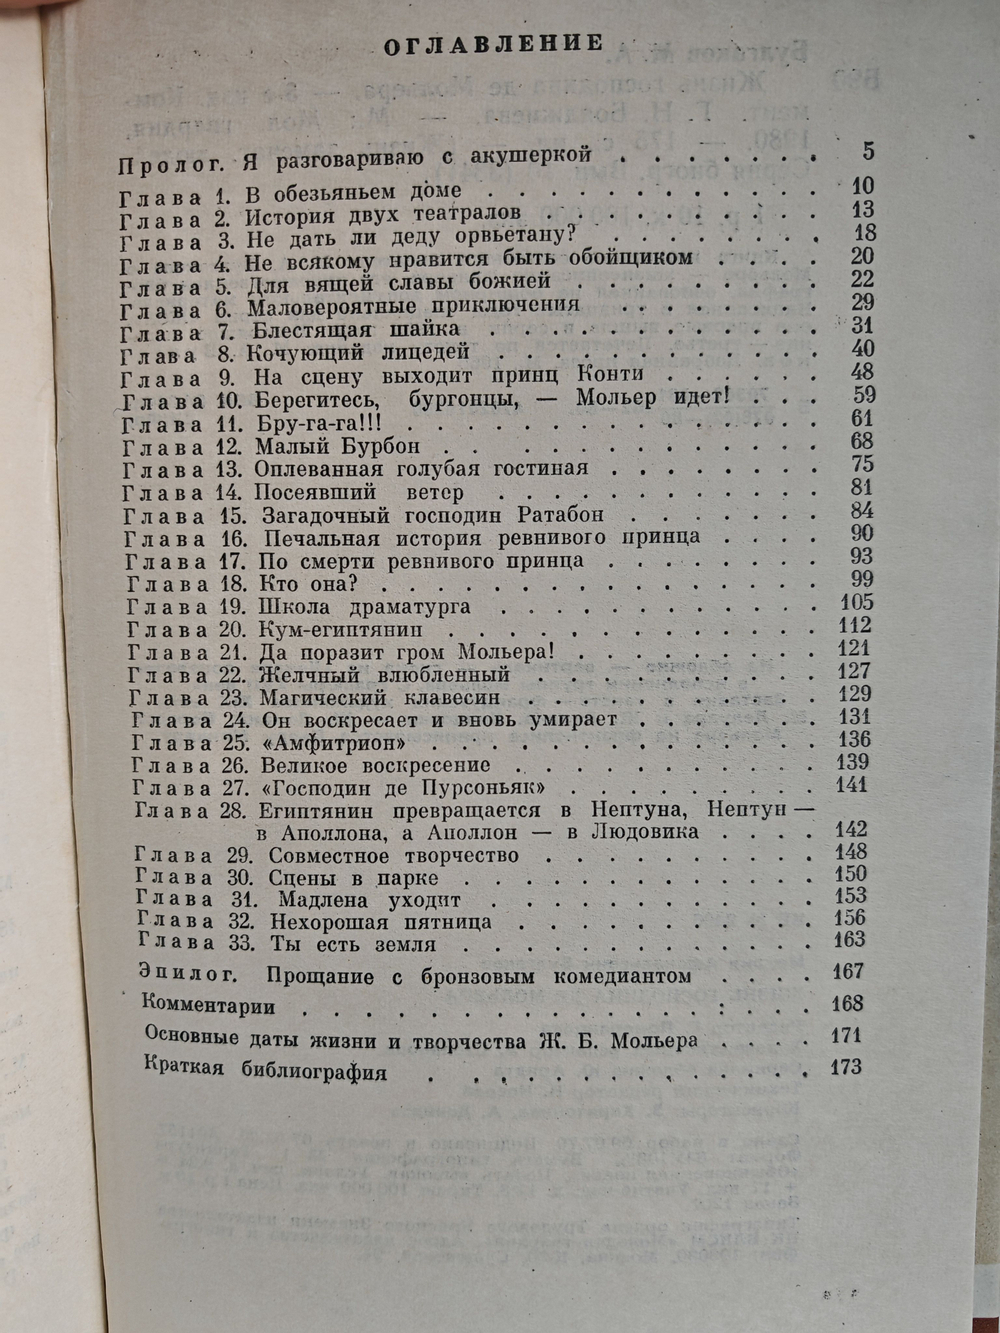 ОГЛАВЛЕНИЕ
Пролог. Я разговариваю с акушеркой . . . . . . . 5
Глава 1. В обезьяньем доме . . . . . . . . . . . . 10
Глава 2. История двух театралов . . . . . . . . . . 13
Глава 3. Не дать ли деду орвьетану? . . . . . . . . 18
Глава 4. Не всякому нравится быть обойщиком . . . . 20
Глава 5. Для вящей славы божией . . . . . . . . . 22
Глава 6. Маловероятные приключения . . . . . . . 29
Глава 7. Блестящая шайка . . . . . . . . . . . . 31
Глава 8. Кочующий лицедей . . . . . . . . . . . . 40
Глава 9. На сцену выходит принц Конти . . . . . . 48
Глава 10. Берегитесь, бургонцы, — Мольер идет! . . . 59
Глава 11. Бру-га-га!!! . . . . . . . . . . . . . . . 61
Глава 12. Малый Бурбон . . . . . . . . . . . . . 68
Глава 13. Оплеванная голубая гостиная . . . . . . . . 75
Глава 14. Посеявший ветер . . . . . . . . . . . . 81
Глава 15. Загадочный господин Ратабон . . . . . . . 84
Глава 16. Печальная история ревнивого принца . . . . 90
Глава 17. По смерти ревнивого принца . . . . . . . . 93
Глава 18. Кто она? . . . . . . . . . . . . . . . . 99
Глава 19. Школа драматурга . . . . . . . . . . . . 105
Глава 20. Кум-египтянин . . . . . . . . . . . . . 112
Глава 21. Да поразит гром Мольера! . . . . . . . . . 121
Глава 22. Желчный влюбленный . . . . . . . . . . 127
Глава 23. Магический клавесин . . . . . . . . . . . 129
Глава 24. Он воскресает и вновь умирает . . . . . . . 131
Глава 25. «Амфитрион» . . . . . . . . . . . . . . 136
Глава 26. Великое воскресение . . . . . . . . . . . 139
Глава 27. «Господин де Пурсоньяк» . . . . . . . . . 141
Глава 28. Египтянин превращается в Нептуна, Нептун —
в Аполлона, а Аполлон — в Людовика . . . . 142
Глава 29. Совместное творчество . . . . . . . . . . 148
Глава 30. Сцены в парке . . . . . . . . . . . . . 150
Глава 31. Мадлена уходит . . . . . . . . . . . . 153
Глава 32. Нехорошая пятница . . . . . . . . . . . 156
Глава 33. Ты есть земля . . . . . . . . . . . . . 163
Эпилог. Прощание с бронзовым комедиантом . . . . 167
Комментарии . . . . . . . . . . . . . . . . . 168
Основные даты жизни и творчества Ж. Б. Мольера . . . . 171
Краткая библиография . . . . . . . . . . . . . 173